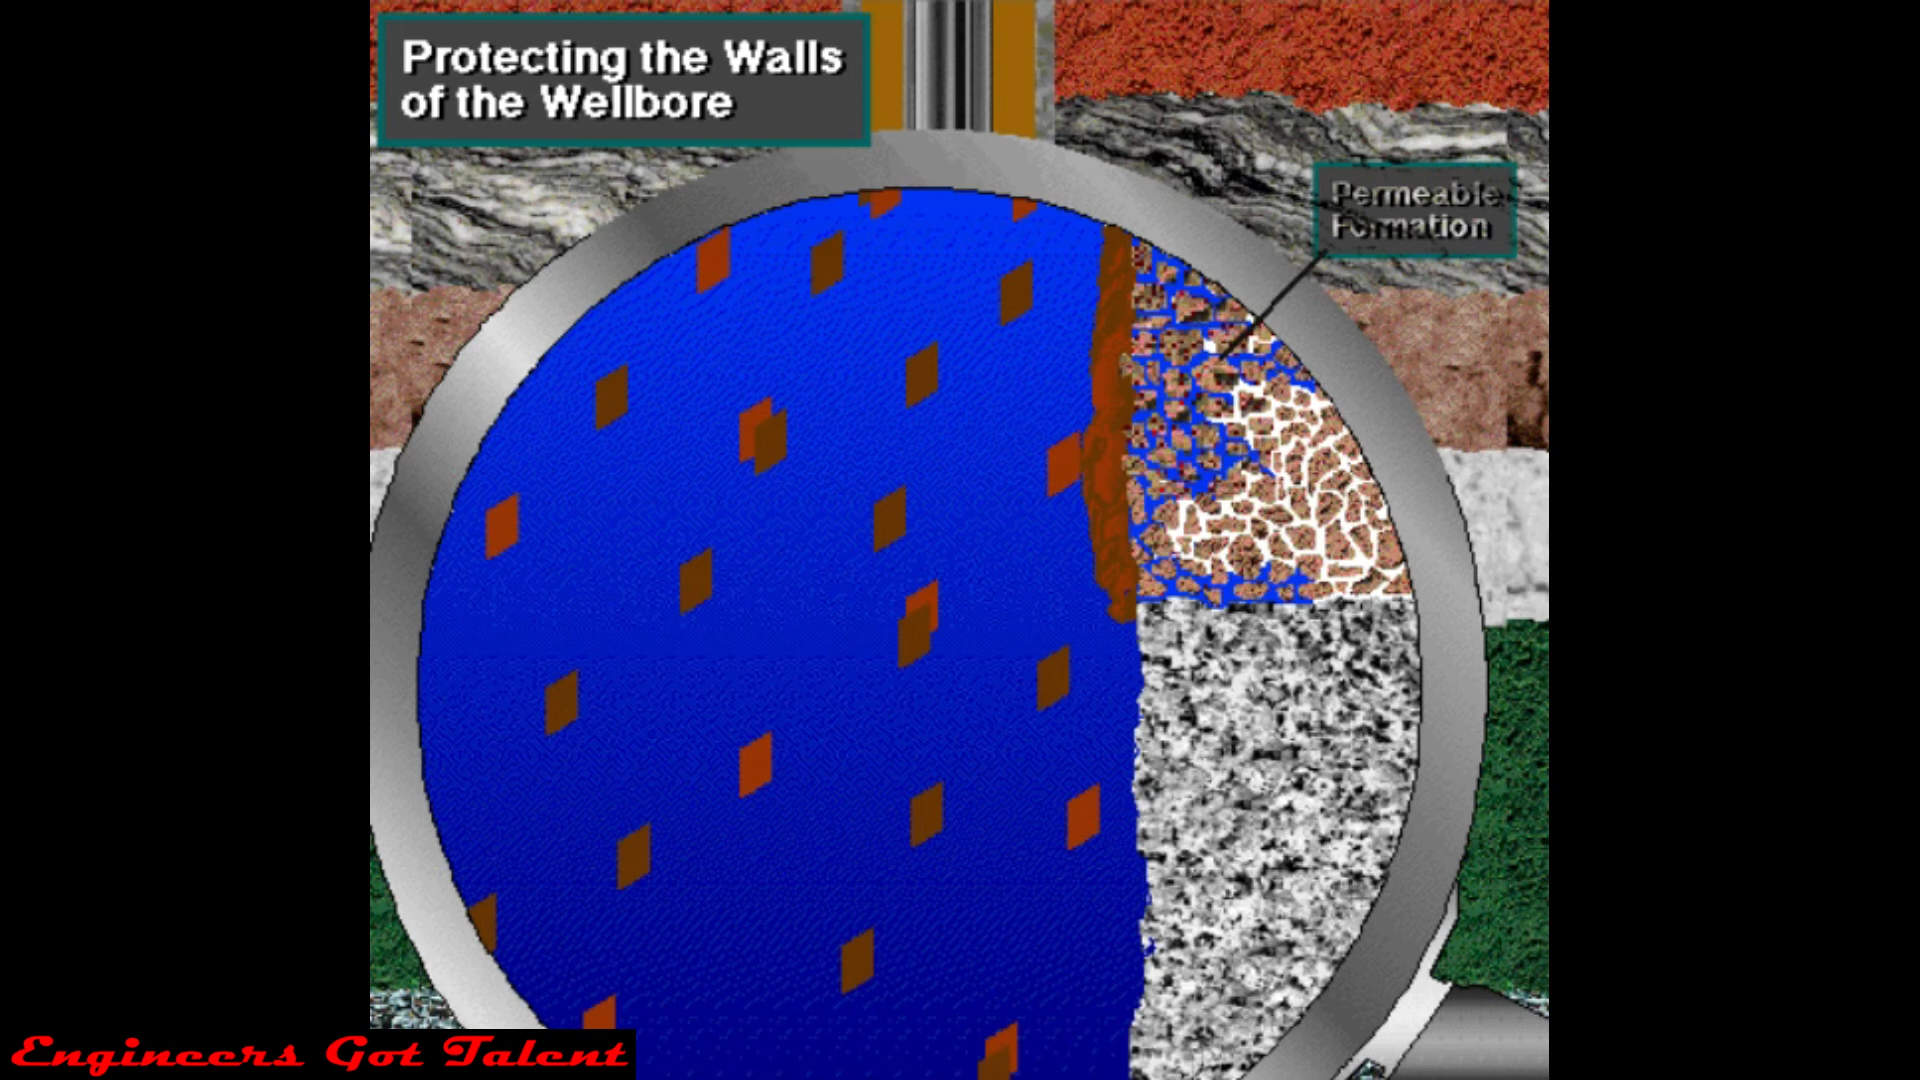 Protecting the Walls
of the Wellbore
Permeable
Formation
Engineers Got Talent